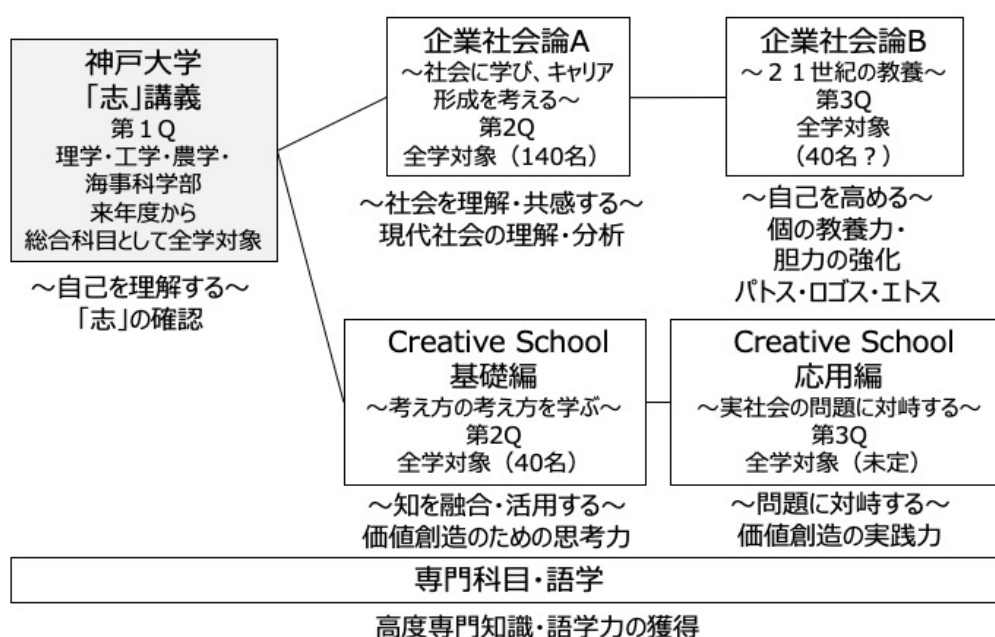 神戸大学
「志」講義
第１Q
理学・工学・農学・
海事科学部
来年度から
総合科目として全学対象
～自己を理解する～
「志」の確認
企業社会論A
～社会に学び、キャリア
形成を考える～
第2Q
全学対象（140名）
～社会を理解・共感する～
現代社会の理解・分析
企業社会論B
～２１世紀の教養～
第3Q
全学対象
（40名？）
～自己を高める～
個の教養力・
胆力の強化
パトス・ロゴス・エトス
Creative School
基礎編
～考え方の考え方を学ぶ～
第2Q
全学対象（40名）
～知を融合・活用する～
価値創造のための思考力
Creative School
応用編
～実社会の問題に対峙する～
第3Q
全学対象（未定）
～問題に対峙する～
価値創造の実践力
専門科目・語学
高度専門知識・語学力の獲得